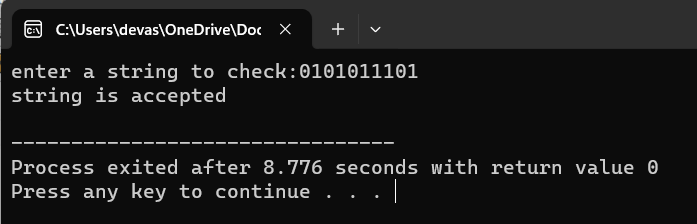 C:\Users\devas\OneDrive\Doc
enter a string to check:0101011101
string is accepted
--------------------------------
Process exited after 8.776 seconds with return value 0
Press any key to continue . . .